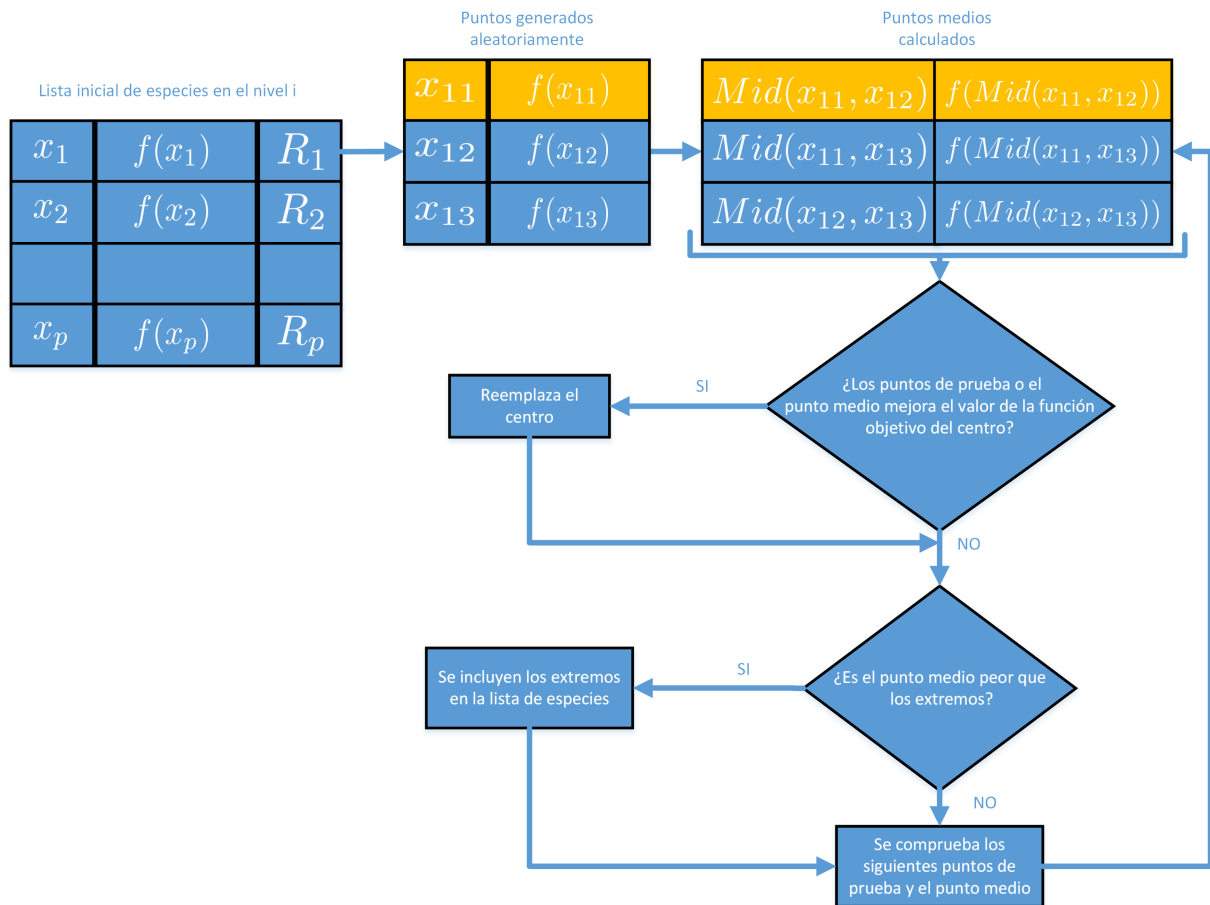 Puntos generados
aleatoriamente
Puntos medios
calculados
Lista inicial de especies en el nivel i
x_1 f(x_1) R_1
x_2 f(x_2) R_2
x_p f(x_p) R_p
x_{11} f(x_{11})
x_{12} f(x_{12})
x_{13} f(x_{13})
Mid(x_{11}, x_{12}) f(Mid(x_{11}, x_{12}))
Mid(x_{11}, x_{13}) f(Mid(x_{11}, x_{13}))
Mid(x_{12}, x_{13}) f(Mid(x_{12}, x_{13}))
¿Los puntos de prueba o el
punto medio mejora el valor de la función
objetivo del centro?
SI
Reemplaza el
centro
NO
¿Es el punto medio peor que
los extremos?
SI
Se incluyen los extremos
en la lista de especies
NO
Se comprueba los
siguientes puntos de
prueba y el punto medio